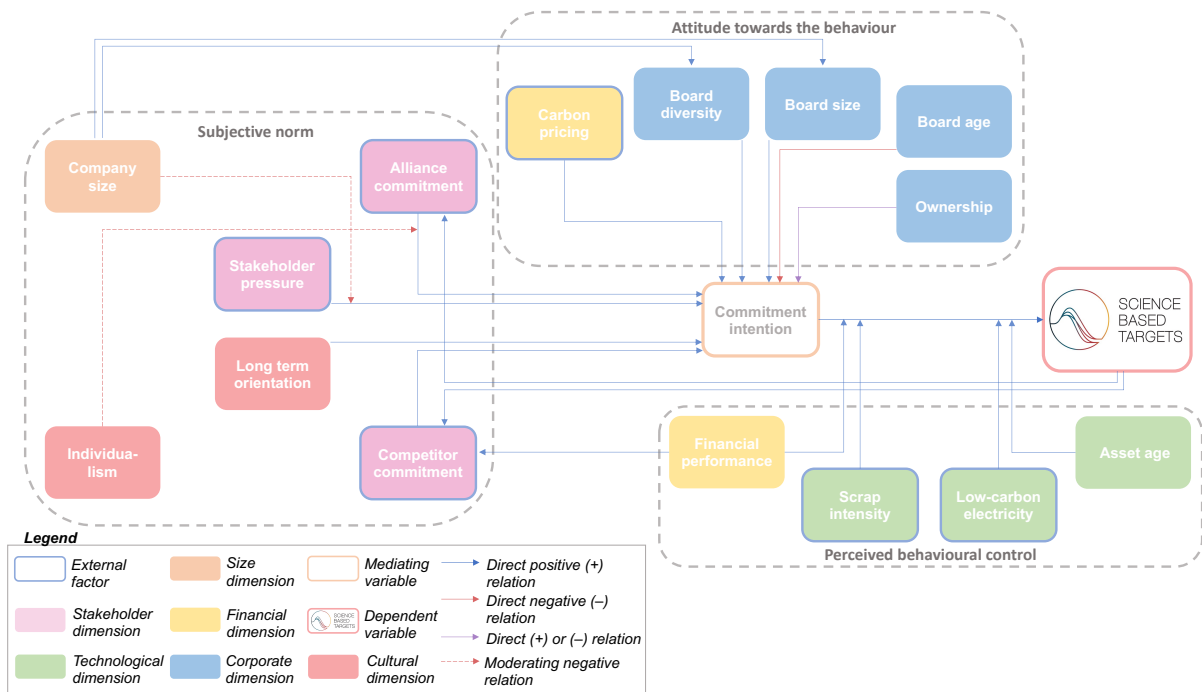 Attitude towards the behaviour
Carbon
pricing
Board
diversity
Board size
Board age
Ownership
Subjective norm
Company
size
Alliance
commitment
Stakeholder
pressure
Long term
orientation
Individua-
lism
Competitor
commitment
Commitment
intention
SCIENCE
BASED
TARGETS
Financial
performance
Scrap
intensity
Low-carbon
electricity
Asset age
Perceived behavioural control
Legend
External
factor
Size
dimension
Mediating
variable
Direct positive (+)
relation
Stakeholder
dimension
Financial
dimension
SCIENCE
BASED
TARGETS
Dependent
variable
Direct negative (–)
relation
Direct (+) or (–) relation
Technological
dimension
Corporate
dimension
Cultural
dimension
Moderating negative
relation